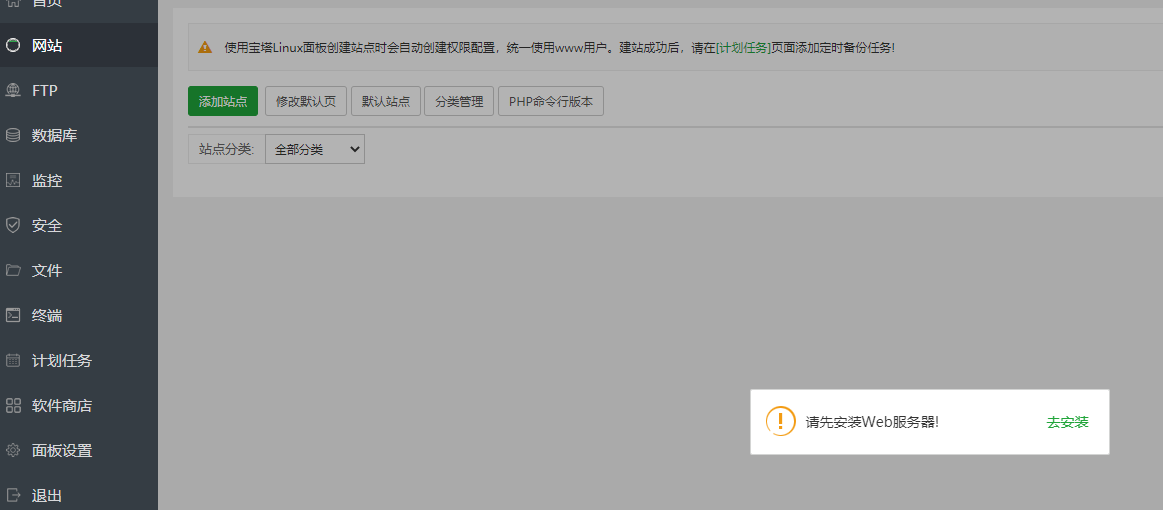 首页
网站
FTP
数据库
监控
安全
文件
终端
计划任务
软件商店
面板设置
退出
使用宝塔Linux面板创建站点时会自动创建权限配置，统一使用www用户。建站成功后，请在[计划任务]页面添加定时备份任务!
添加站点 修改默认页 默认站点 分类管理 PHP命令行版本
站点分类: 全部分类
请先安装Web服务器! 去安装